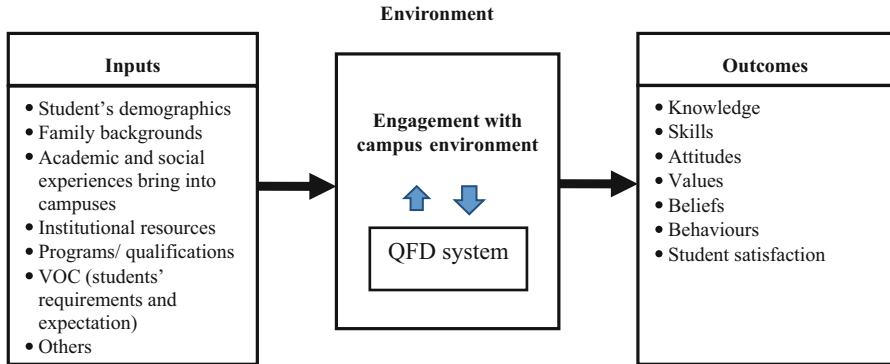 Environment
Inputs
• Student’s demographics
• Family backgrounds
• Academic and social
experiences bring into
campuses
• Institutional resources
• Programs/ qualifications
• VOC (students’
requirements and
expectation)
• Others
Engagement with
campus environment
QFD system
Outcomes
• Knowledge
• Skills
• Attitudes
• Values
• Beliefs
• Behaviours
• Student satisfaction